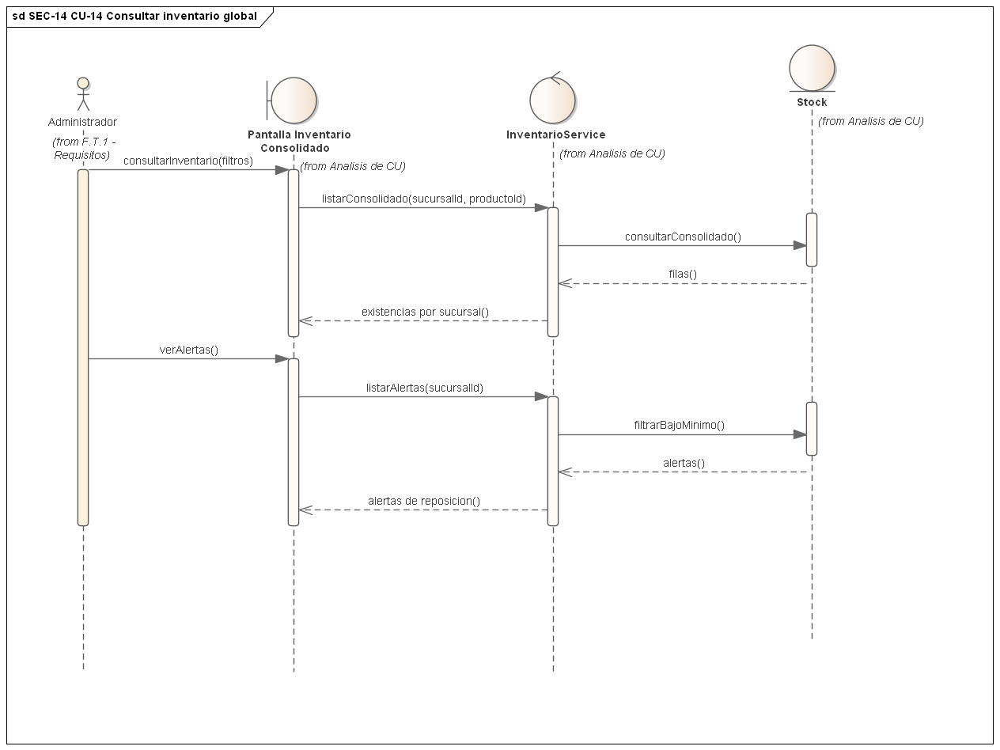 sd SEC-14 CU-14 Consultar inventario global
Administrador
(from F.T.1 -
Requisitos)
Pantalla Inventario
Consolidado
(from Analisis de CU)
InventarioService
(from Analisis de CU)
Stock
(from Analisis de CU)
consultarInventario(filtros)
listarConsolidado(sucursalId, productoId)
consultarConsolidado()
filas()
existencias por sucursal()
verAlertas()
listarAlertas(sucursalId)
filtrarBajoMinimo()
alertas()
alertas de reposicion()